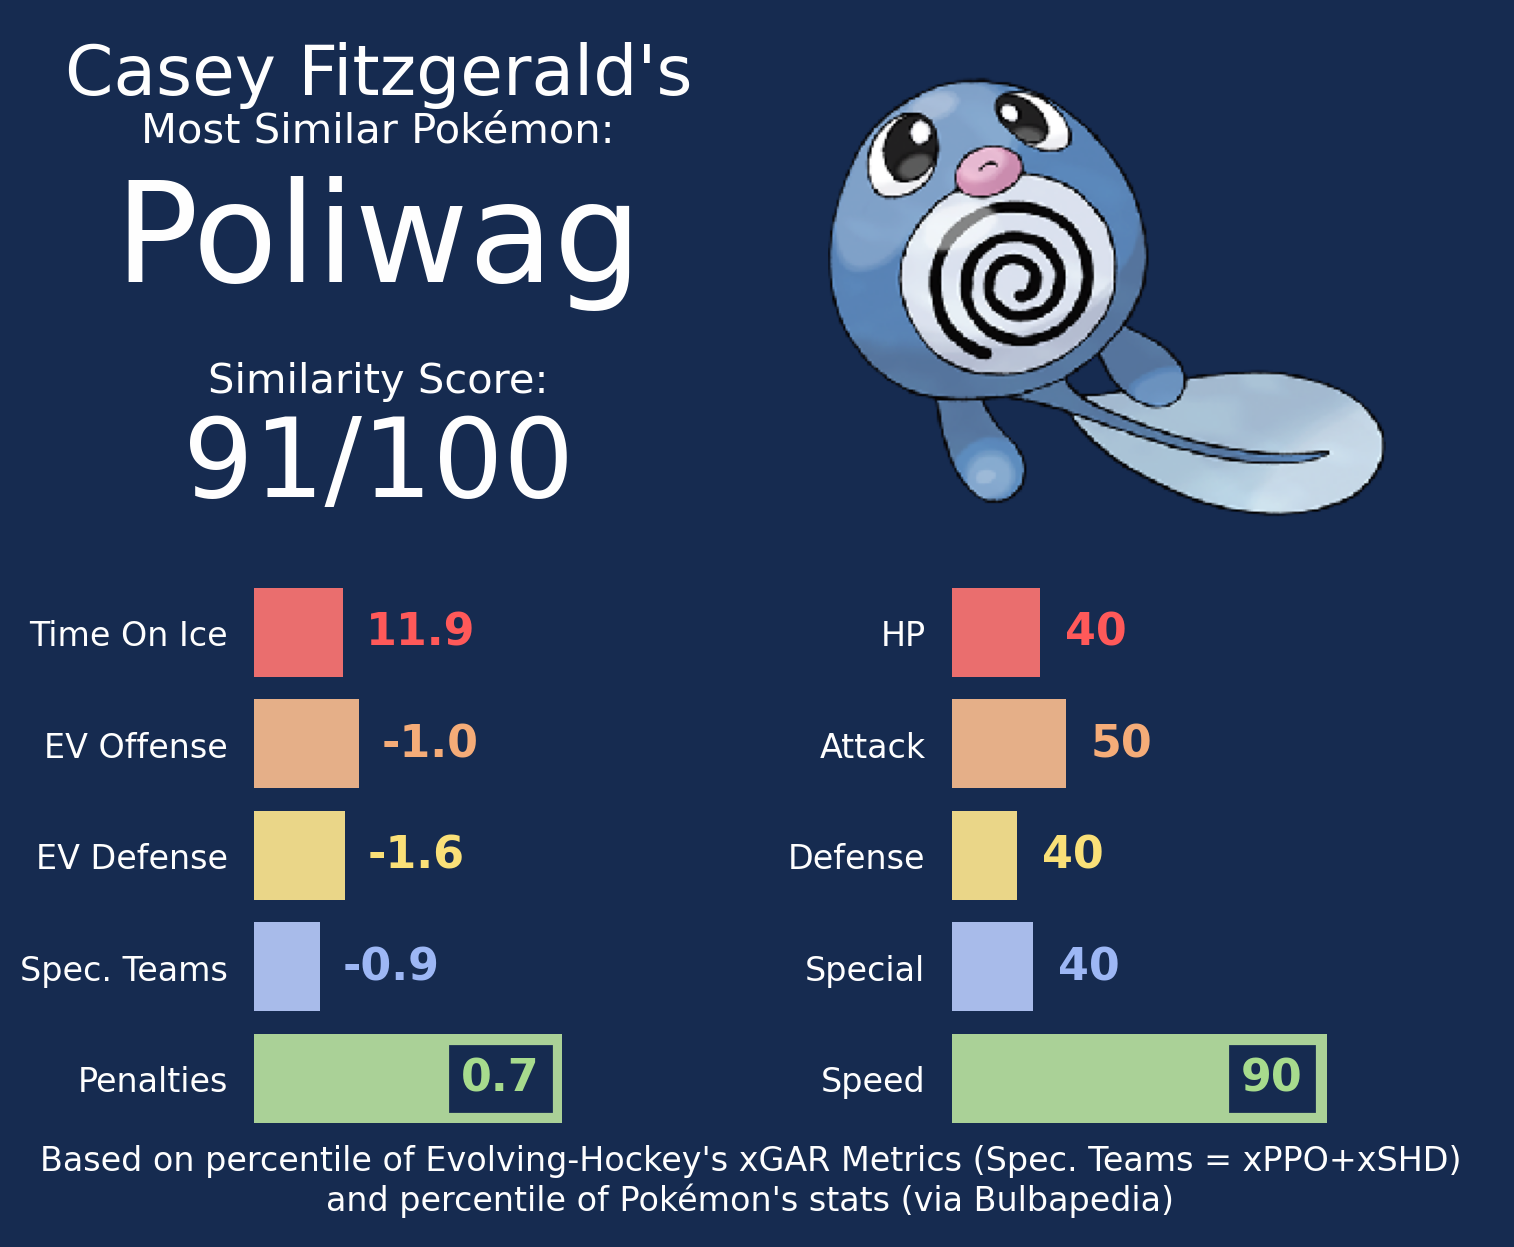 Casey Fitzgerald's
Most Similar Pokémon:
Poliwag
Similarity Score:
91/100
Time On Ice 11.9
EV Offense -1.0
EV Defense -1.6
Spec. Teams -0.9
Penalties 0.7
HP 40
Attack 50
Defense 40
Special 40
Speed 90
Based on percentile of Evolving-Hockey's xGAR Metrics (Spec. Teams = xPPO+xSHD)
and percentile of Pokémon's stats (via Bulbapedia)